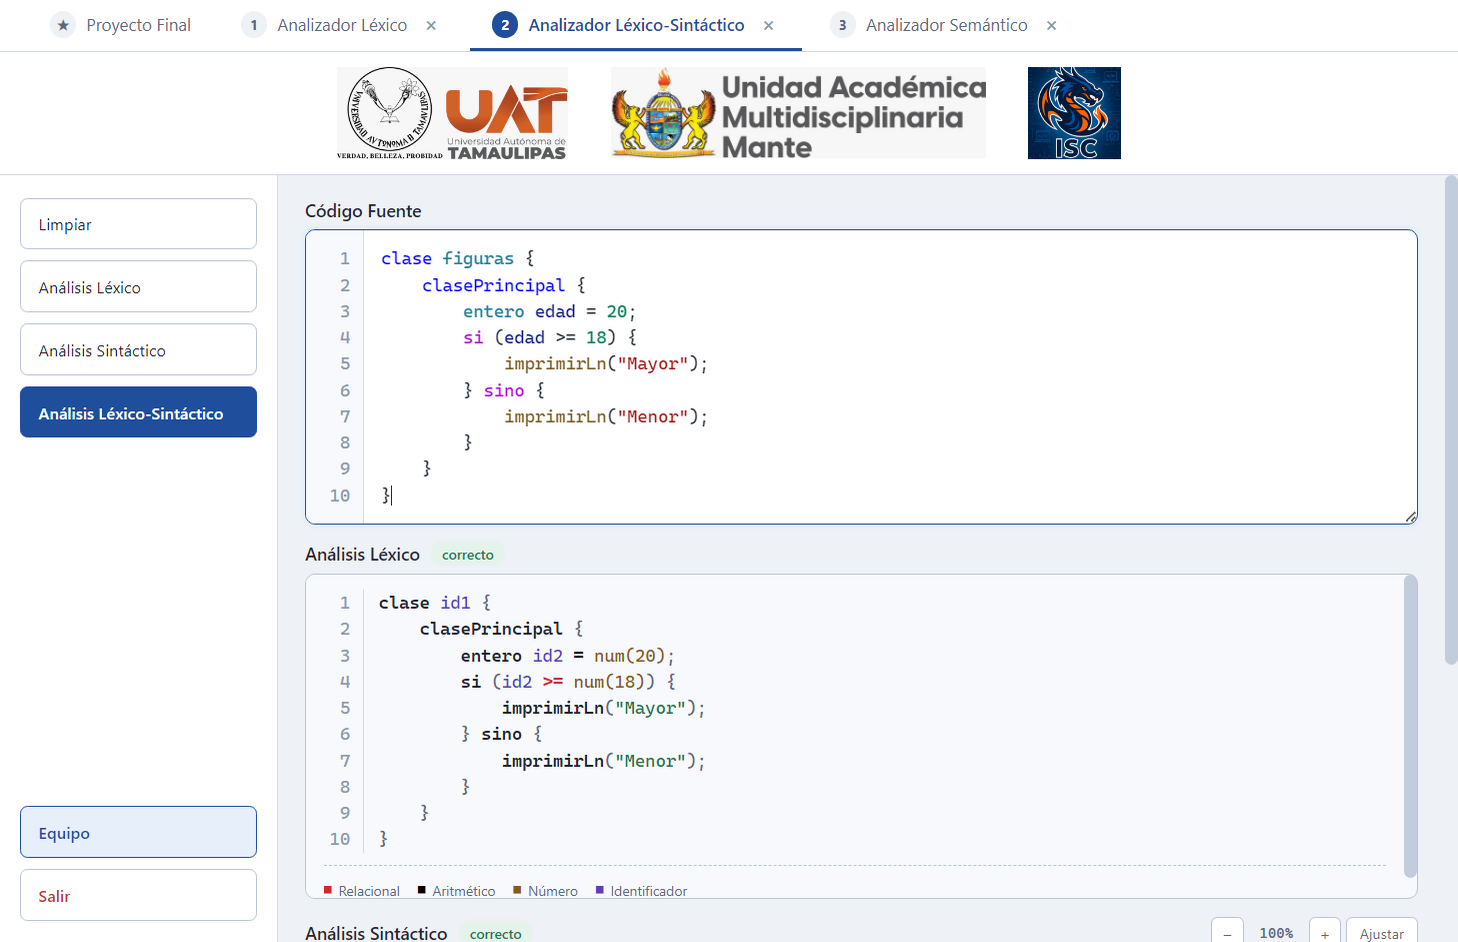 ★ Proyecto Final
1 Analizador Léxico ×
2 Analizador Léxico-Sintáctico ×
3 Analizador Semántico ×
UNIVERSIDAD AUTÓNOMA DE TAMAULIPAS
VERDAD, BELLEZA, PROBIDAD
UAT
Universidad Autónoma de
TAMAULIPAS
Unidad Académica
Multidisciplinaria
Mante
ISC
Limpiar
Análisis Léxico
Análisis Sintáctico
Análisis Léxico-Sintáctico
Equipo
Salir
Código Fuente
1 clase figuras {
2     clasePrincipal {
3         entero edad = 20;
4         si (edad >= 18) {
5             imprimirLn("Mayor");
6         } sino {
7             imprimirLn("Menor");
8         }
9     }
10 }
Análisis Léxico correcto
1 clase id1 {
2     clasePrincipal {
3         entero id2 = num(20);
4         si (id2 >= num(18)) {
5             imprimirLn("Mayor");
6         } sino {
7             imprimirLn("Menor");
8         }
9     }
10 }
Relacional Aritmético Número Identificador
Análisis Sintáctico correcto − 100% + Ajustar